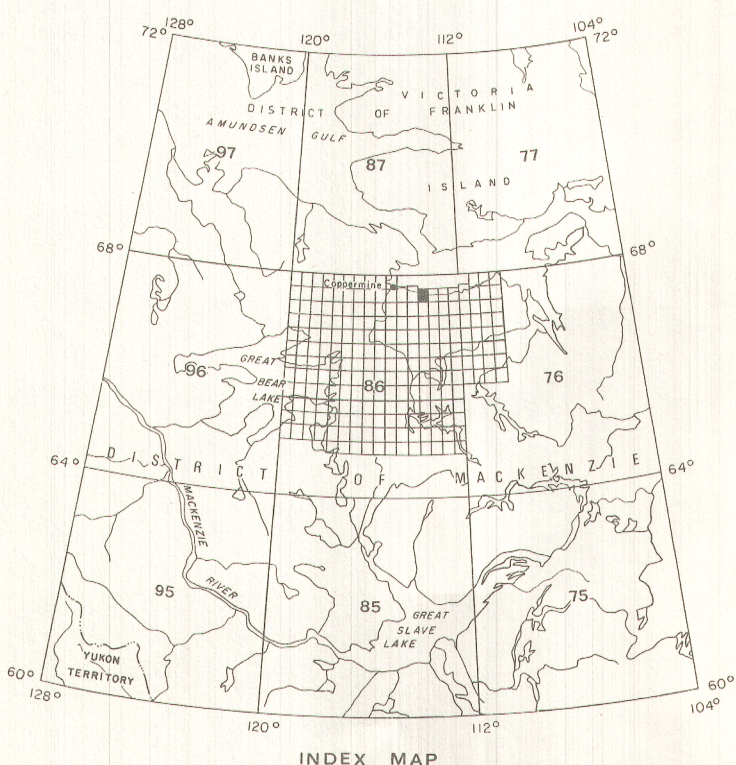 128°
120°
112°
104°
72°
72°
BANKS
ISLAND
VICTORIA
DISTRICT OF FRANKLIN
AMUNDSEN GULF
97
87
77
ISLAND
68°
68°
Coppermine
GREAT
BEAR
LAKE
96
86
76
DISTRICT OF MACKENZIE
64°
64°
MACKENZIE
RIVER
95
85
75
GREAT
SLAVE
LAKE
YUKON
TERRITORY
60°
60°
128°
120°
112°
104°
INDEX MAP